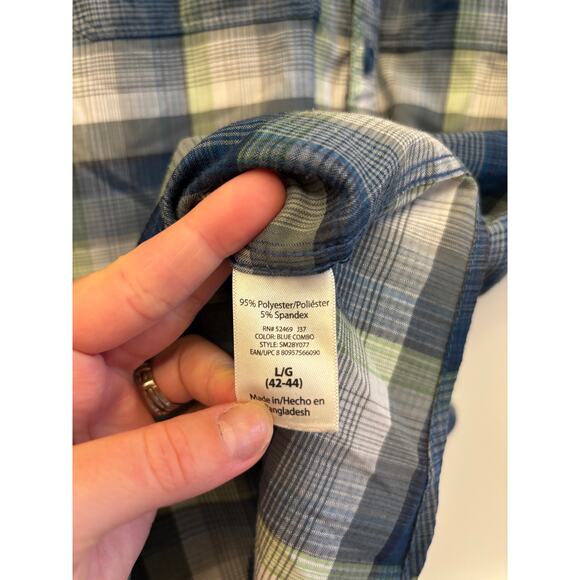 95% Polyester/Poliéster
5% Spandex
RN# 52469 J37
COLOR: BLUE COMBO
STYLE: SM28Y077
EAN/UPC 8 80957566090
L/G
(42-44)
Made in/Hecho en
Bangladesh